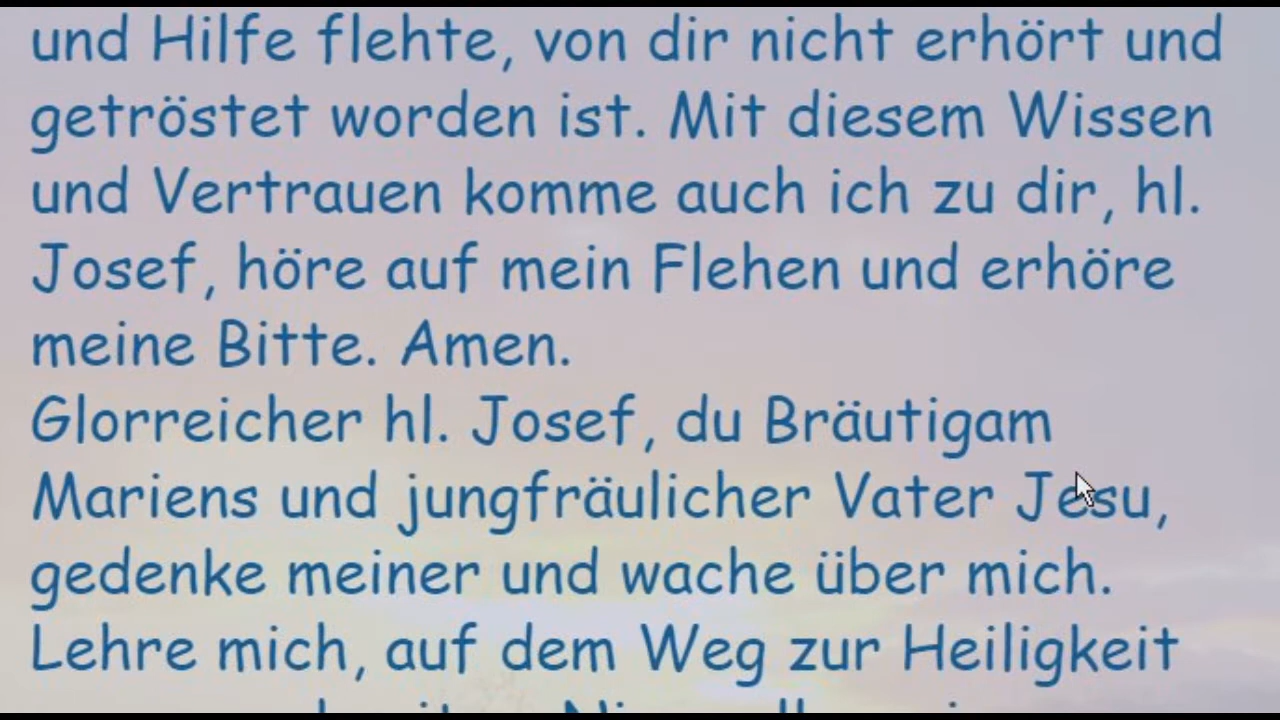 und Hilfe flehte, von dir nicht erhört und
getröstet worden ist. Mit diesem Wissen
und Vertrauen komme auch ich zu dir, hl.
Josef, höre auf mein Flehen und erhöre
meine Bitte. Amen.
Glorreicher hl. Josef, du Bräutigam
Mariens und jungfräulicher Vater Jesu,
gedenke meiner und wache über mich.
Lehre mich, auf dem Weg zur Heiligkeit